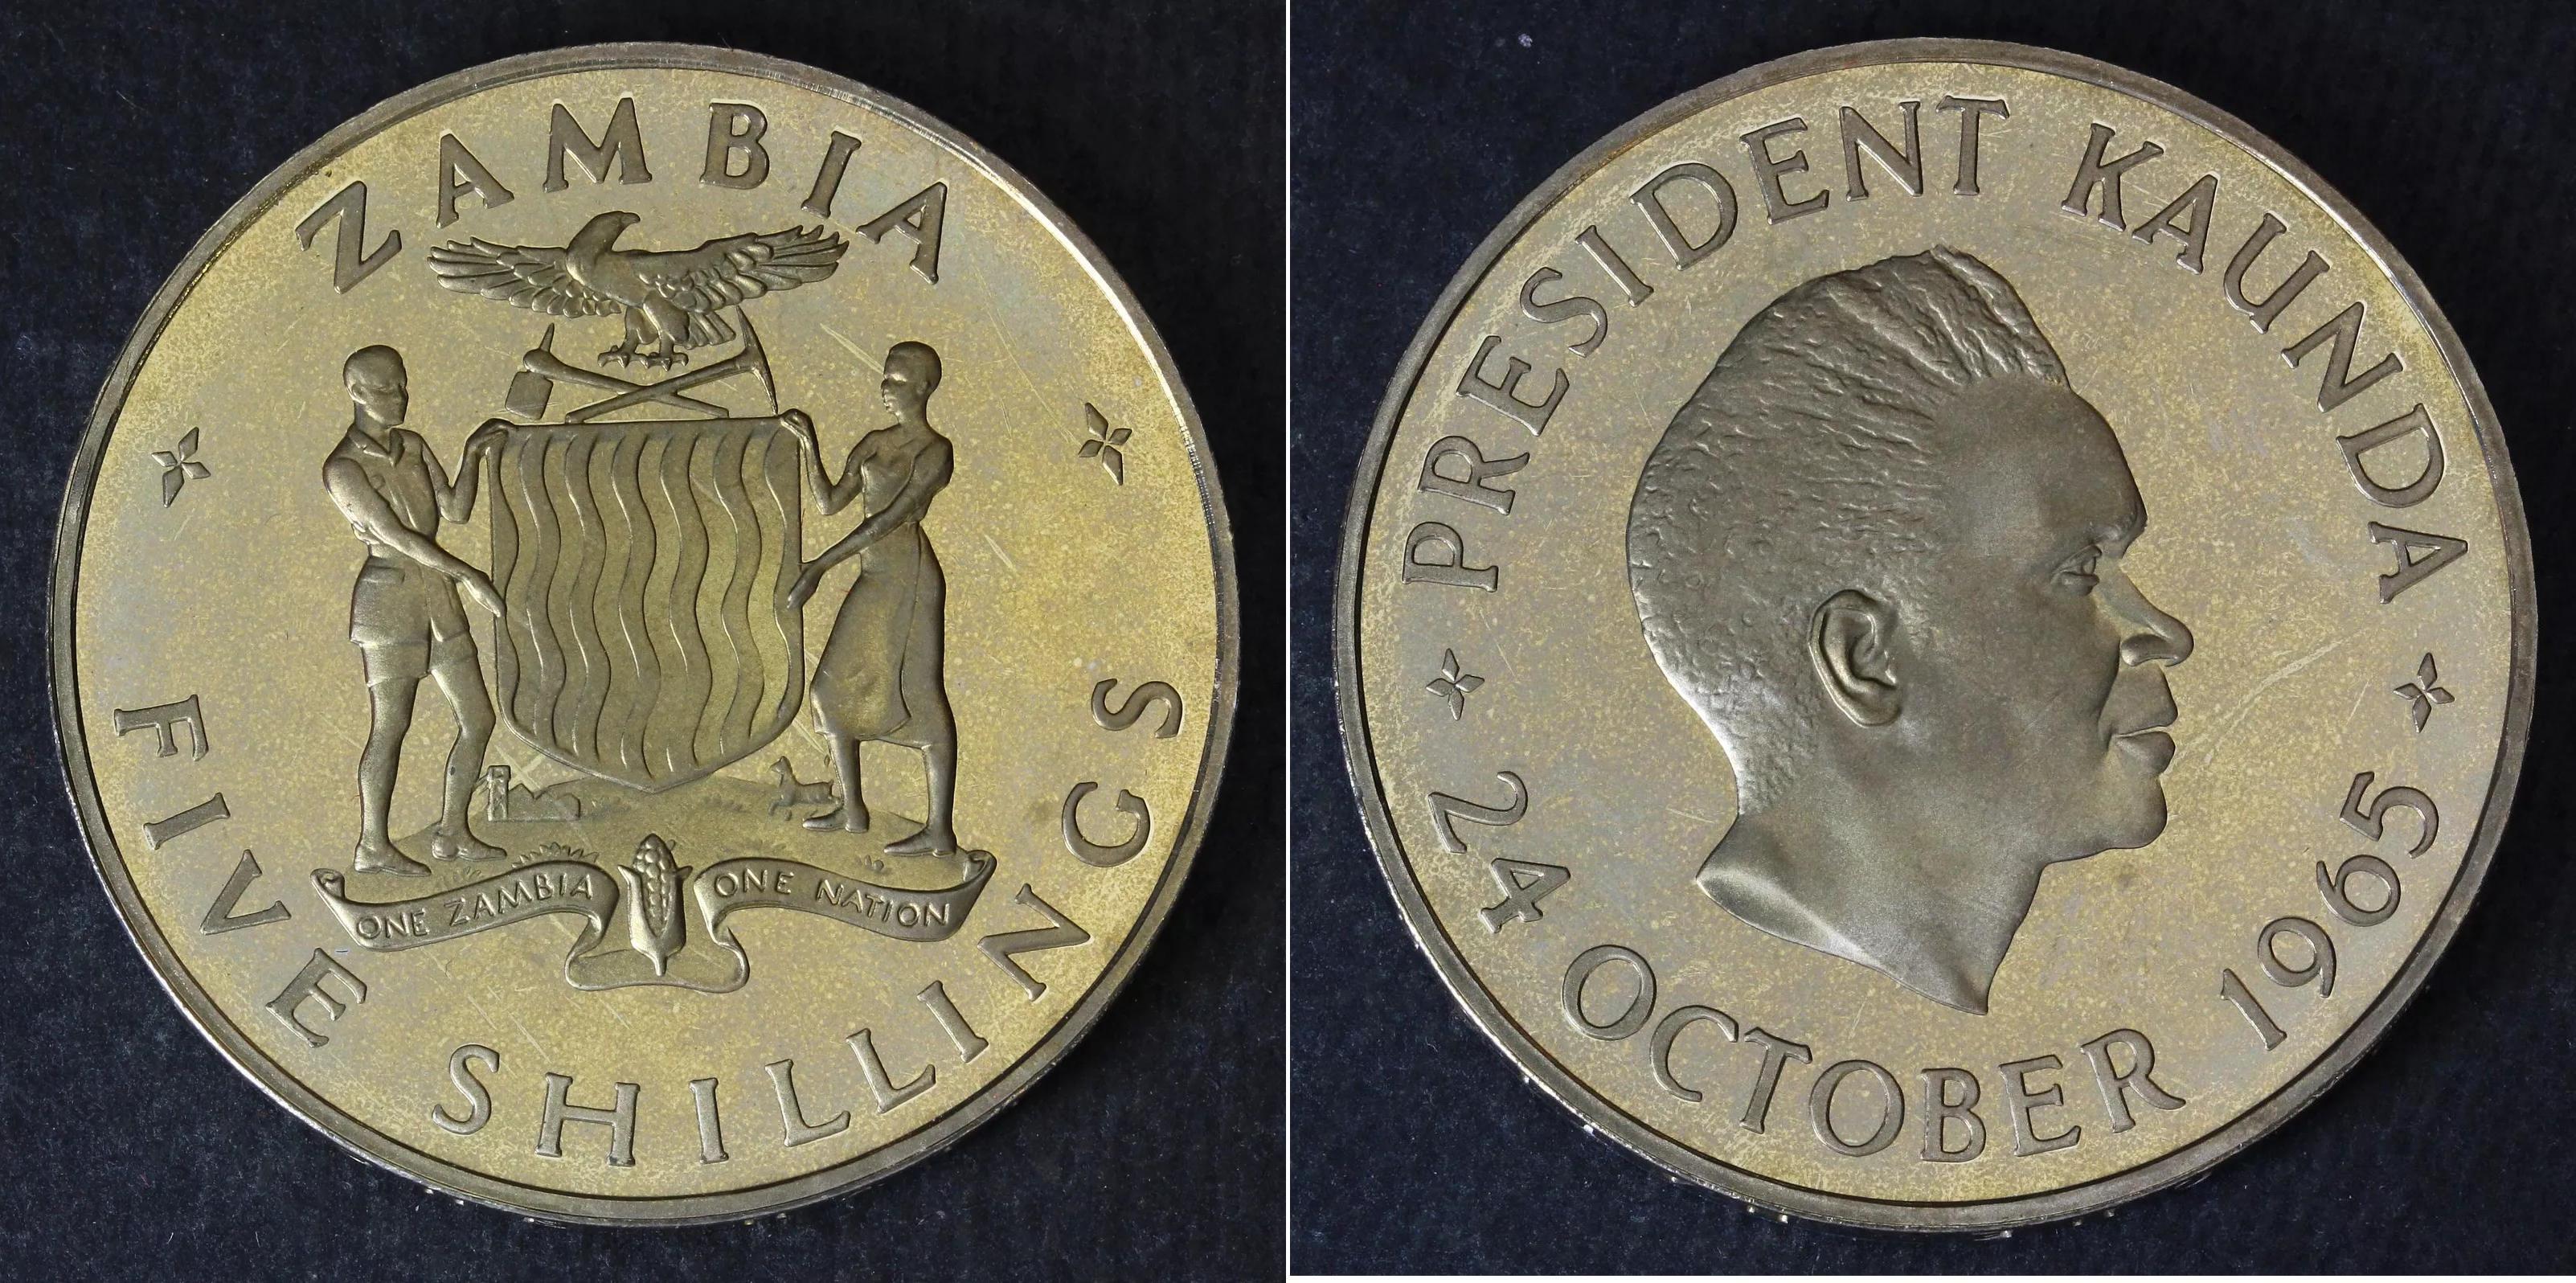 ZAMBIA
ONE ZAMBIA ONE NATION
FIVE SHILLINGS
PRESIDENT KAUNDA
24 OCTOBER 1965